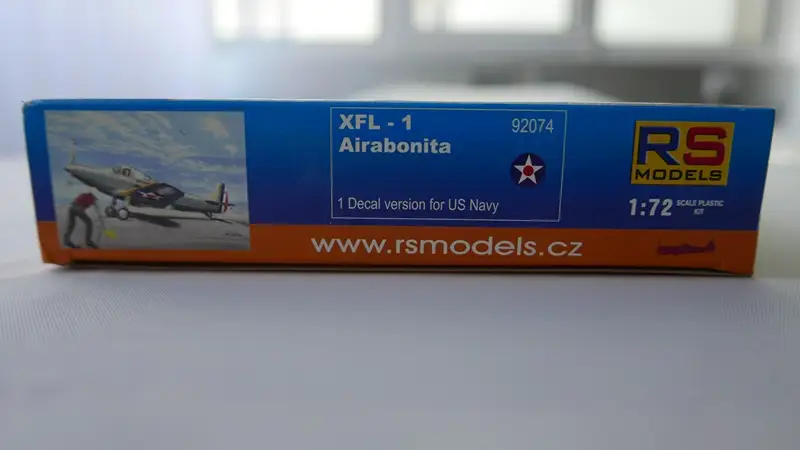 XFL - 1
Airabonita
92074
1 Decal version for US Navy
RS
MODELS
1:72
SCALE PLASTIC
KIT
www.rsmodels.cz